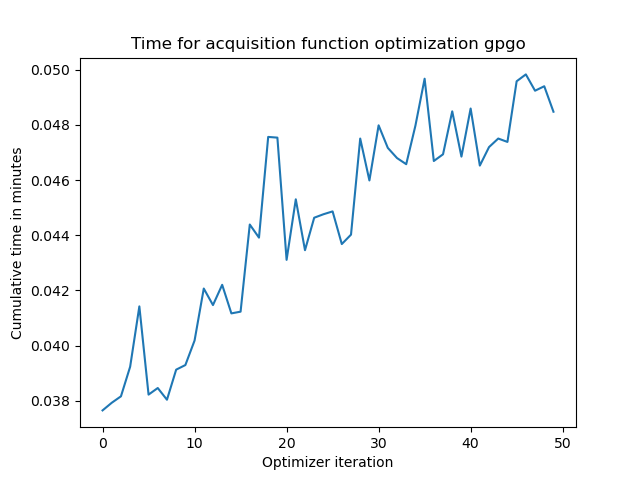 Time for acquisition function optimization gpgo
0.050
0.048
0.046
0.044
0.042
0.040
0.038
Cumulative time in minutes
0 10 20 30 40 50
Optimizer iteration